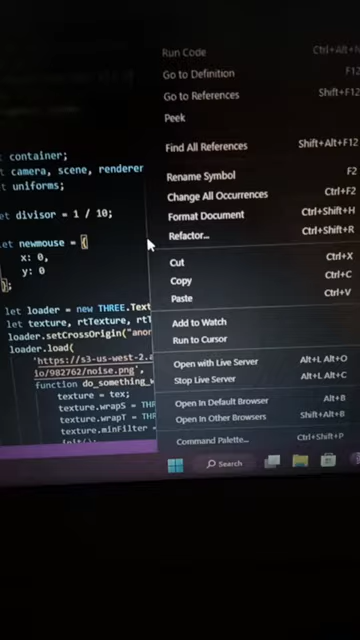 Run Code Ctrl+Alt+N
Go to Definition F12
Go to References Shift+F12
Peek
Find All References Shift+Alt+F12
Rename Symbol F2
Change All Occurrences Ctrl+F2
Format Document Ctrl+Shift+H
Refactor... Ctrl+Shift+R
Cut Ctrl+X
Copy Ctrl+C
Paste Ctrl+V
Add to Watch
Run to Cursor
Open with Live Server Alt+L Alt+O
Stop Live Server Alt+L Alt+C
Open In Default Browser Alt+B
Open In Other Browsers Shift+Alt+B
Command Palette... Ctrl+Shift+P
container;
camera, scene, renderer
uniforms;
divisor = 1 / 10;
newmouse = {
x: 0,
y: 0
};
let loader = new THREE.Text
let texture, rtTexture, rt
loader.setCrossOrigin("anon
loader.load(
'https://s3-us-west-2.a
io/982762/noise.png',
function do_something_w
texture = tex;
texture.wrapS = THR
texture.wrapT = THR
texture.minFilter =
init();
Search